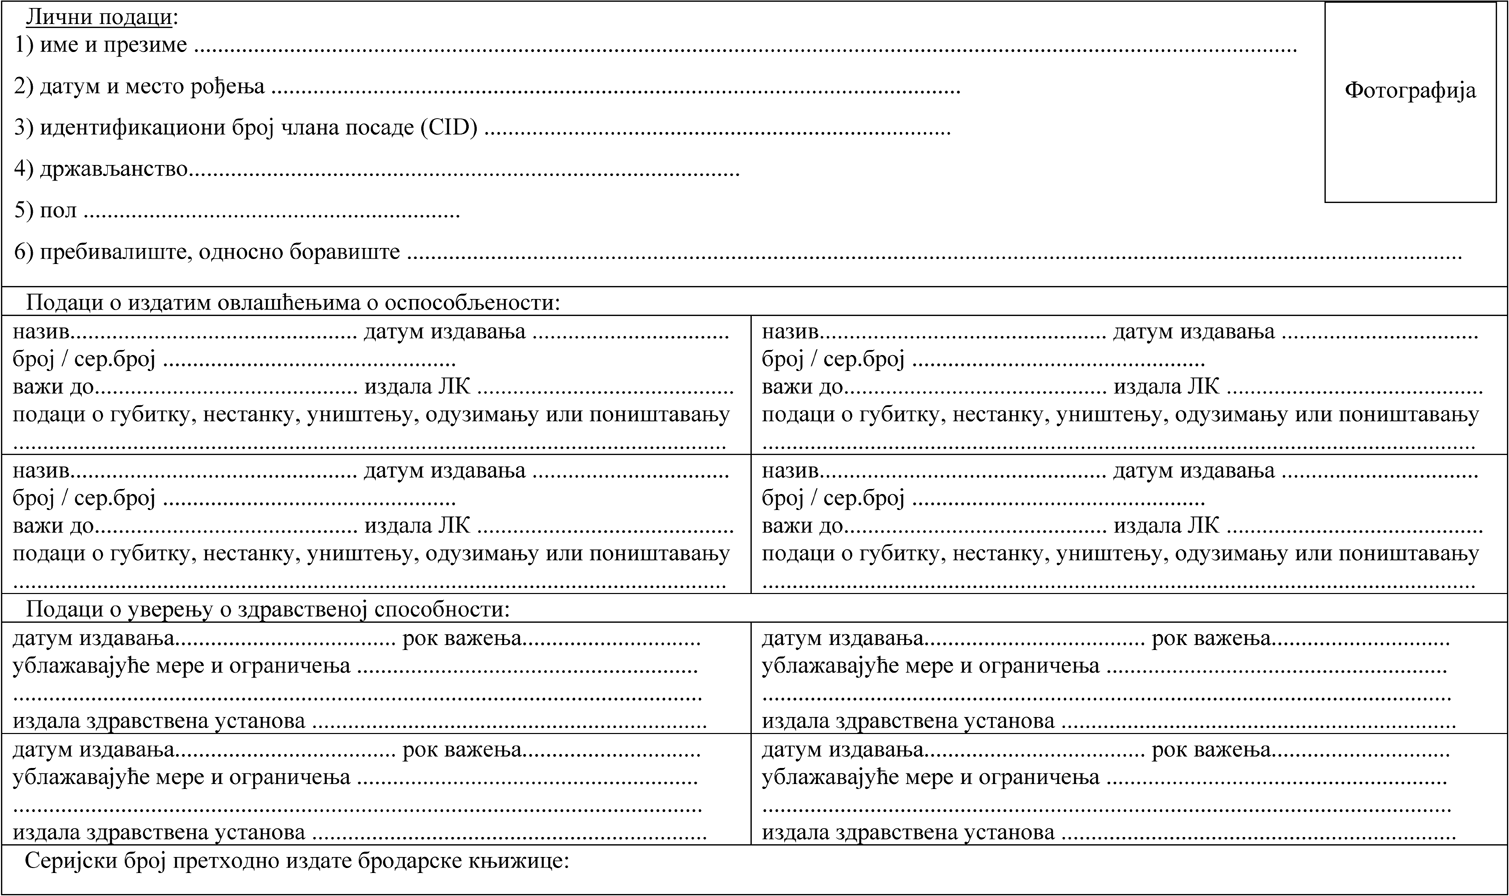 Лични подаци:
1) име и презиме ........................................................................................................................................................................................
Фотографија
2) датум и место рођења ...................................................................................................................
3) идентификациони број члана посаде (CID) ..............................................................................
4) држављанство............................................................................................
5) пол ...............................................................
6) пребивалиште, односно боравиште ................................................................................................................................................................................
Подаци о издатим овлашћењима о оспособљености:
назив................................................ датум издавања .................................
број / сер.број .................................................
важи до............................................ издала ЛК ...........................................
подаци о губитку, нестанку, уништењу, одузимању или поништавању
.......................................................................................................................
назив................................................ датум издавања .................................
број / сер.број .................................................
важи до............................................ издала ЛК ...........................................
подаци о губитку, нестанку, уништењу, одузимању или поништавању
.......................................................................................................................
назив................................................ датум издавања .................................
број / сер.број .................................................
важи до............................................ издала ЛК ...........................................
подаци о губитку, нестанку, уништењу, одузимању или поништавању
.......................................................................................................................
назив................................................ датум издавања .................................
број / сер.број .................................................
важи до............................................ издала ЛК ...........................................
подаци о губитку, нестанку, уништењу, одузимању или поништавању
.......................................................................................................................
Подаци о уверењу о здравственој способности:
датум издавања..................................... рок важења..............................
ублажавајуће мере и ограничења .........................................................
...................................................................................................................
издала здравствена установа ..................................................................
датум издавања..................................... рок важења..............................
ублажавајуће мере и ограничења .........................................................
...................................................................................................................
издала здравствена установа ..................................................................
датум издавања..................................... рок важења..............................
ублажавајуће мере и ограничења .........................................................
...................................................................................................................
издала здравствена установа ..................................................................
датум издавања..................................... рок важења..............................
ублажавајуће мере и ограничења .........................................................
...................................................................................................................
издала здравствена установа ..................................................................
Серијски број претходно издате бродарске књижице: